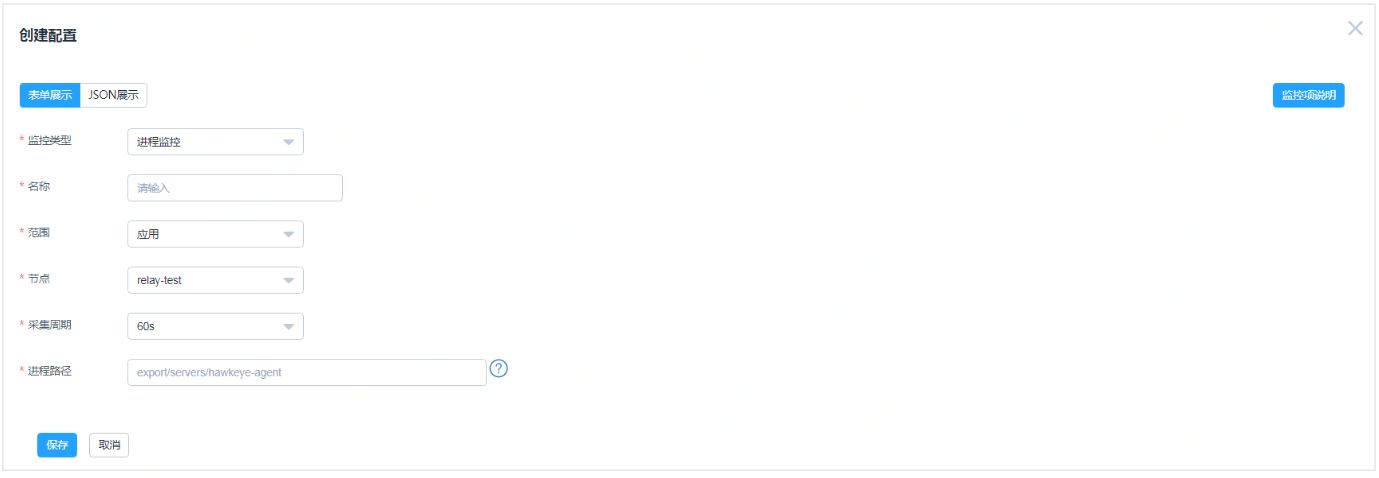 创建配置
表单展示 JSON展示 监控项说明
* 监控类型 进程监控
* 名称 请输入
* 范围 应用
* 节点 relay-test
* 采集周期 60s
* 进程路径 export/servers/hawkeye-agent ?
保存 取消